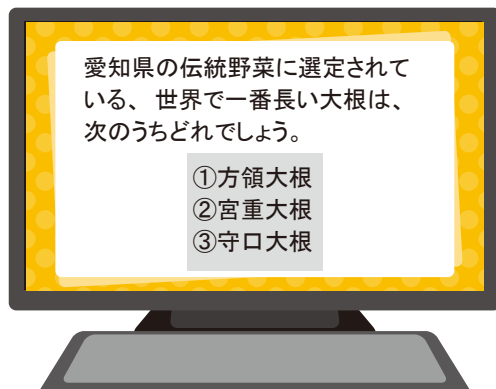 愛知県の伝統野菜に選定されて
いる、世界で一番長い大根は、
次のうちどれでしょう。
①方領大根
②宮重大根
③守口大根